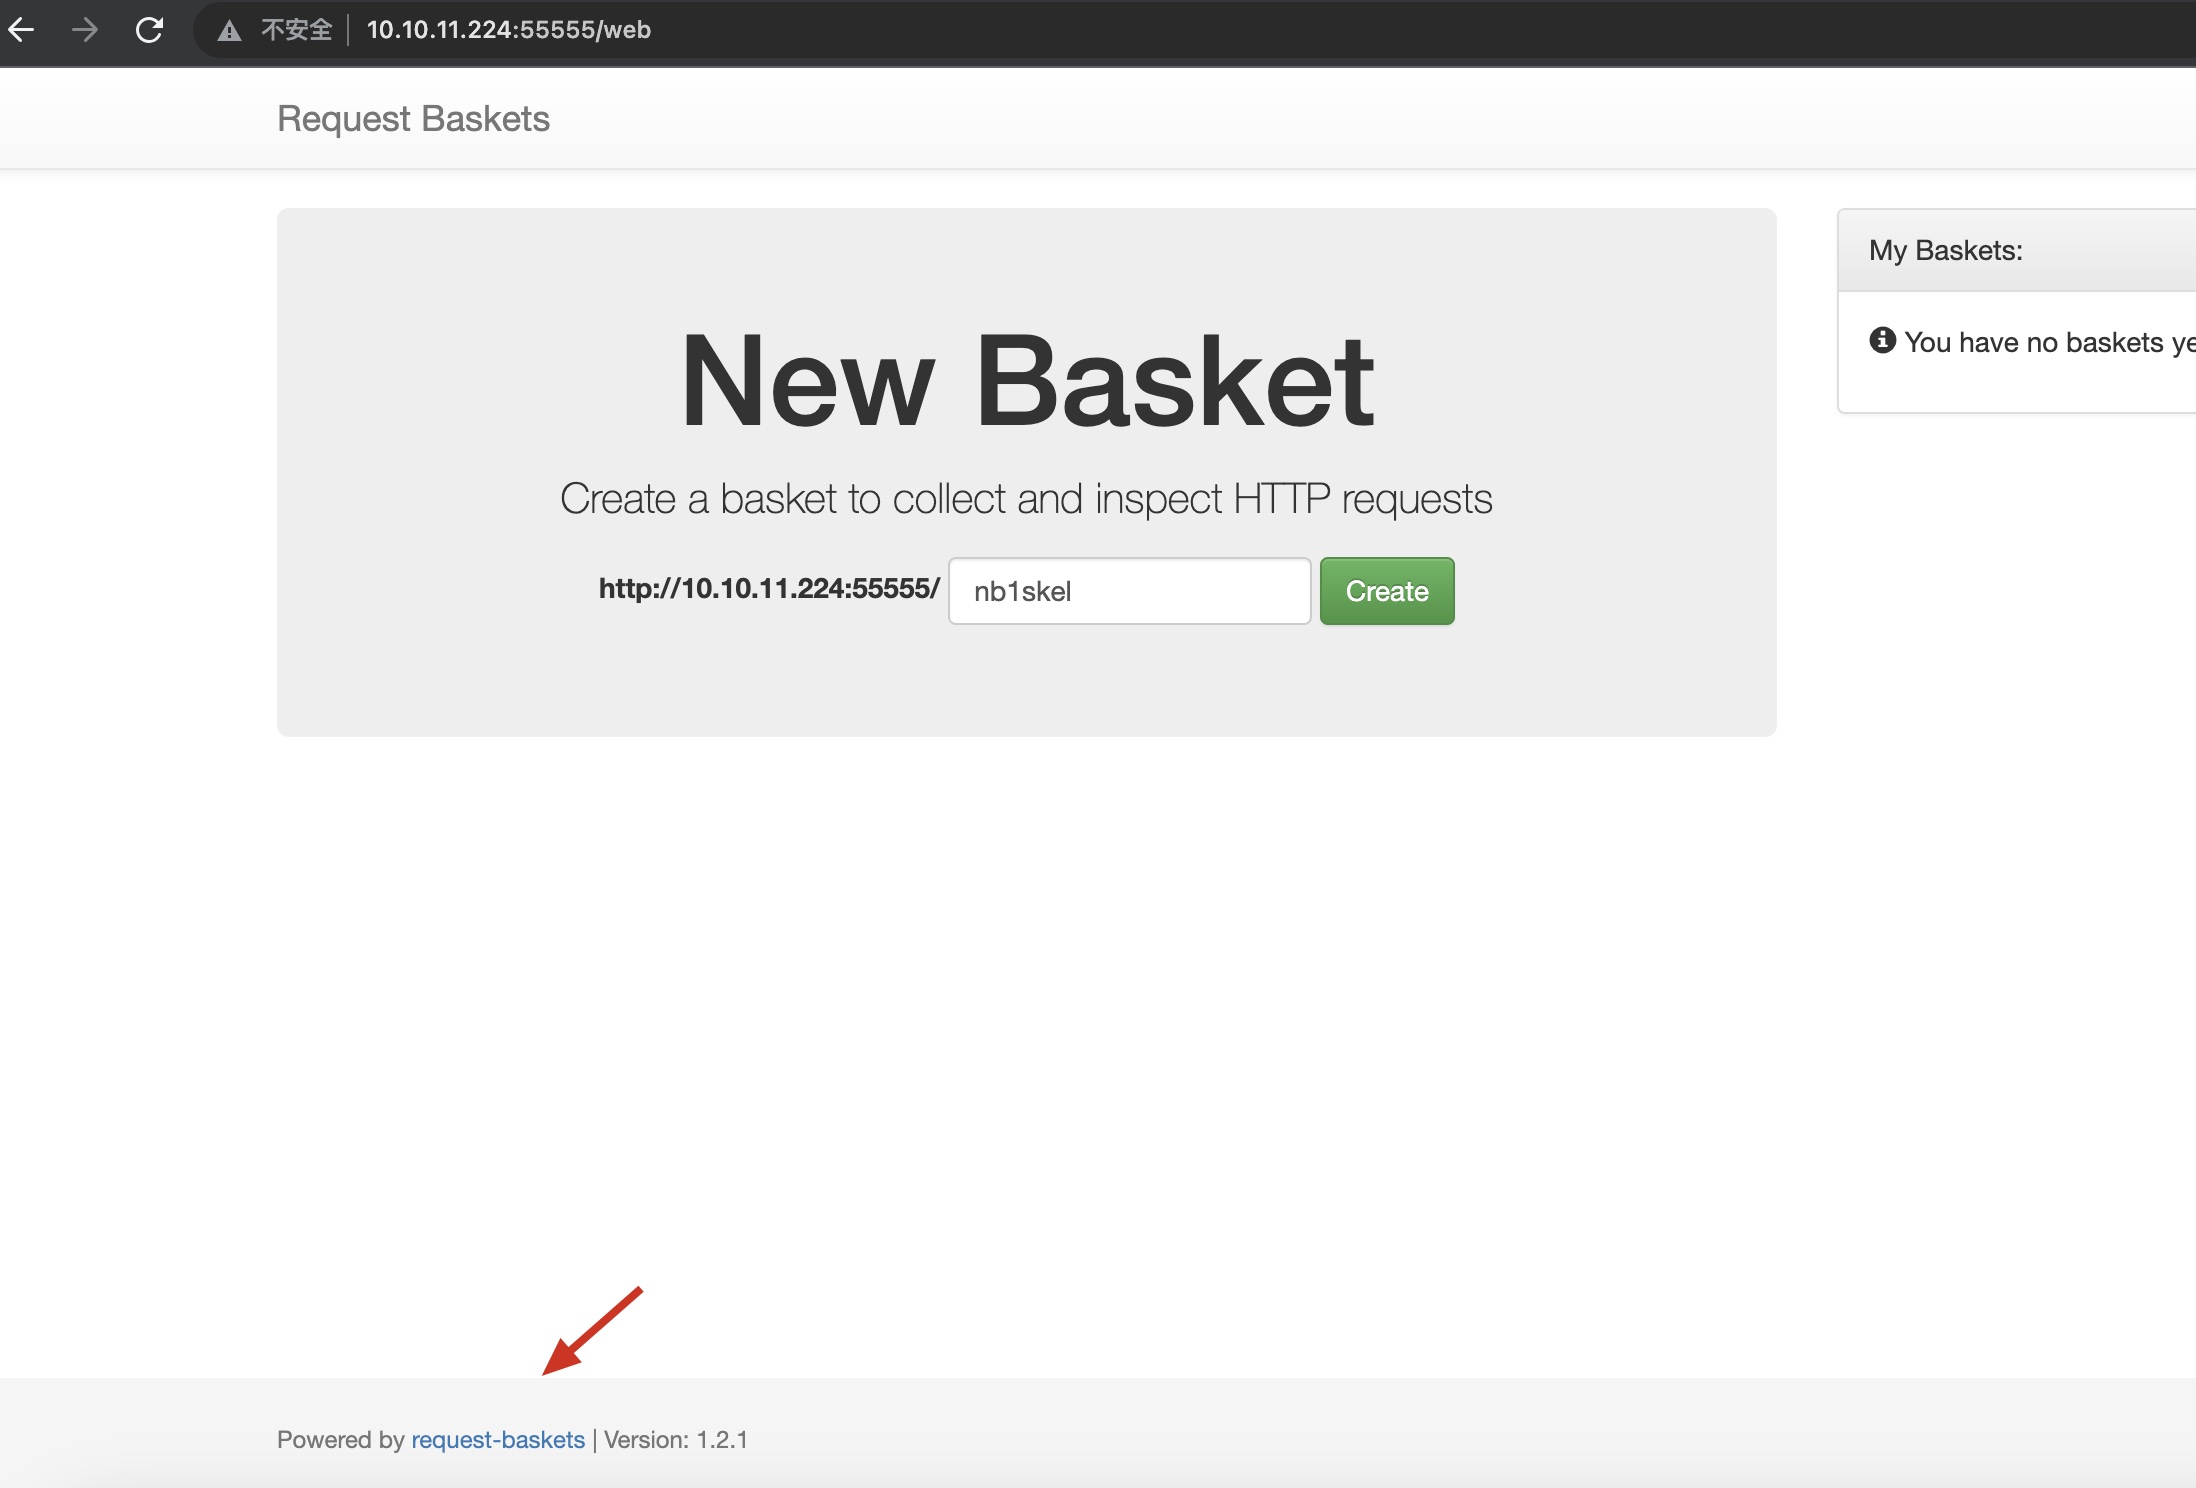 不安全 10.10.11.224:55555/web
Request Baskets
New Basket
Create a basket to collect and inspect HTTP requests
http://10.10.11.224:55555/ nb1skel Create
My Baskets:
You have no baskets ye
Powered by request-baskets | Version: 1.2.1